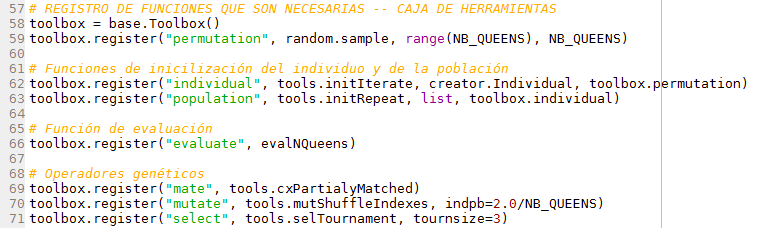 57 # REGISTRO DE FUNCIONES QUE SON NECESARIAS -- CAJA DE HERRAMIENTAS
58 toolbox = base.Toolbox()
59 toolbox.register("permutation", random.sample, range(NB_QUEENS), NB_QUEENS)
60
61 # Funciones de inicilización del individuo y de la población
62 toolbox.register("individual", tools.initIterate, creator.Individual, toolbox.permutation)
63 toolbox.register("population", tools.initRepeat, list, toolbox.individual)
64
65 # Función de evaluación
66 toolbox.register("evaluate", evalNQueens)
67
68 # Operadores genéticos
69 toolbox.register("mate", tools.cxPartialyMatched)
70 toolbox.register("mutate", tools.mutShuffleIndexes, indpb=2.0/NB_QUEENS)
71 toolbox.register("select", tools.selTournament, tournsize=3)